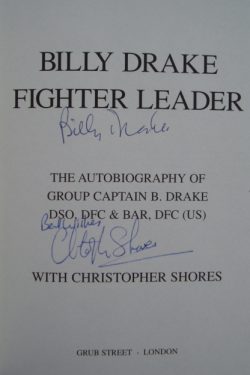 BILLY DRAKE
FIGHTER LEADER
Billy Drake
THE AUTOBIOGRAPHY OF
GROUP CAPTAIN B. DRAKE
DSO, DFC & BAR, DFC (US)
Best wishes
Christopher Shores
WITH CHRISTOPHER SHORES
GRUB STREET · LONDON